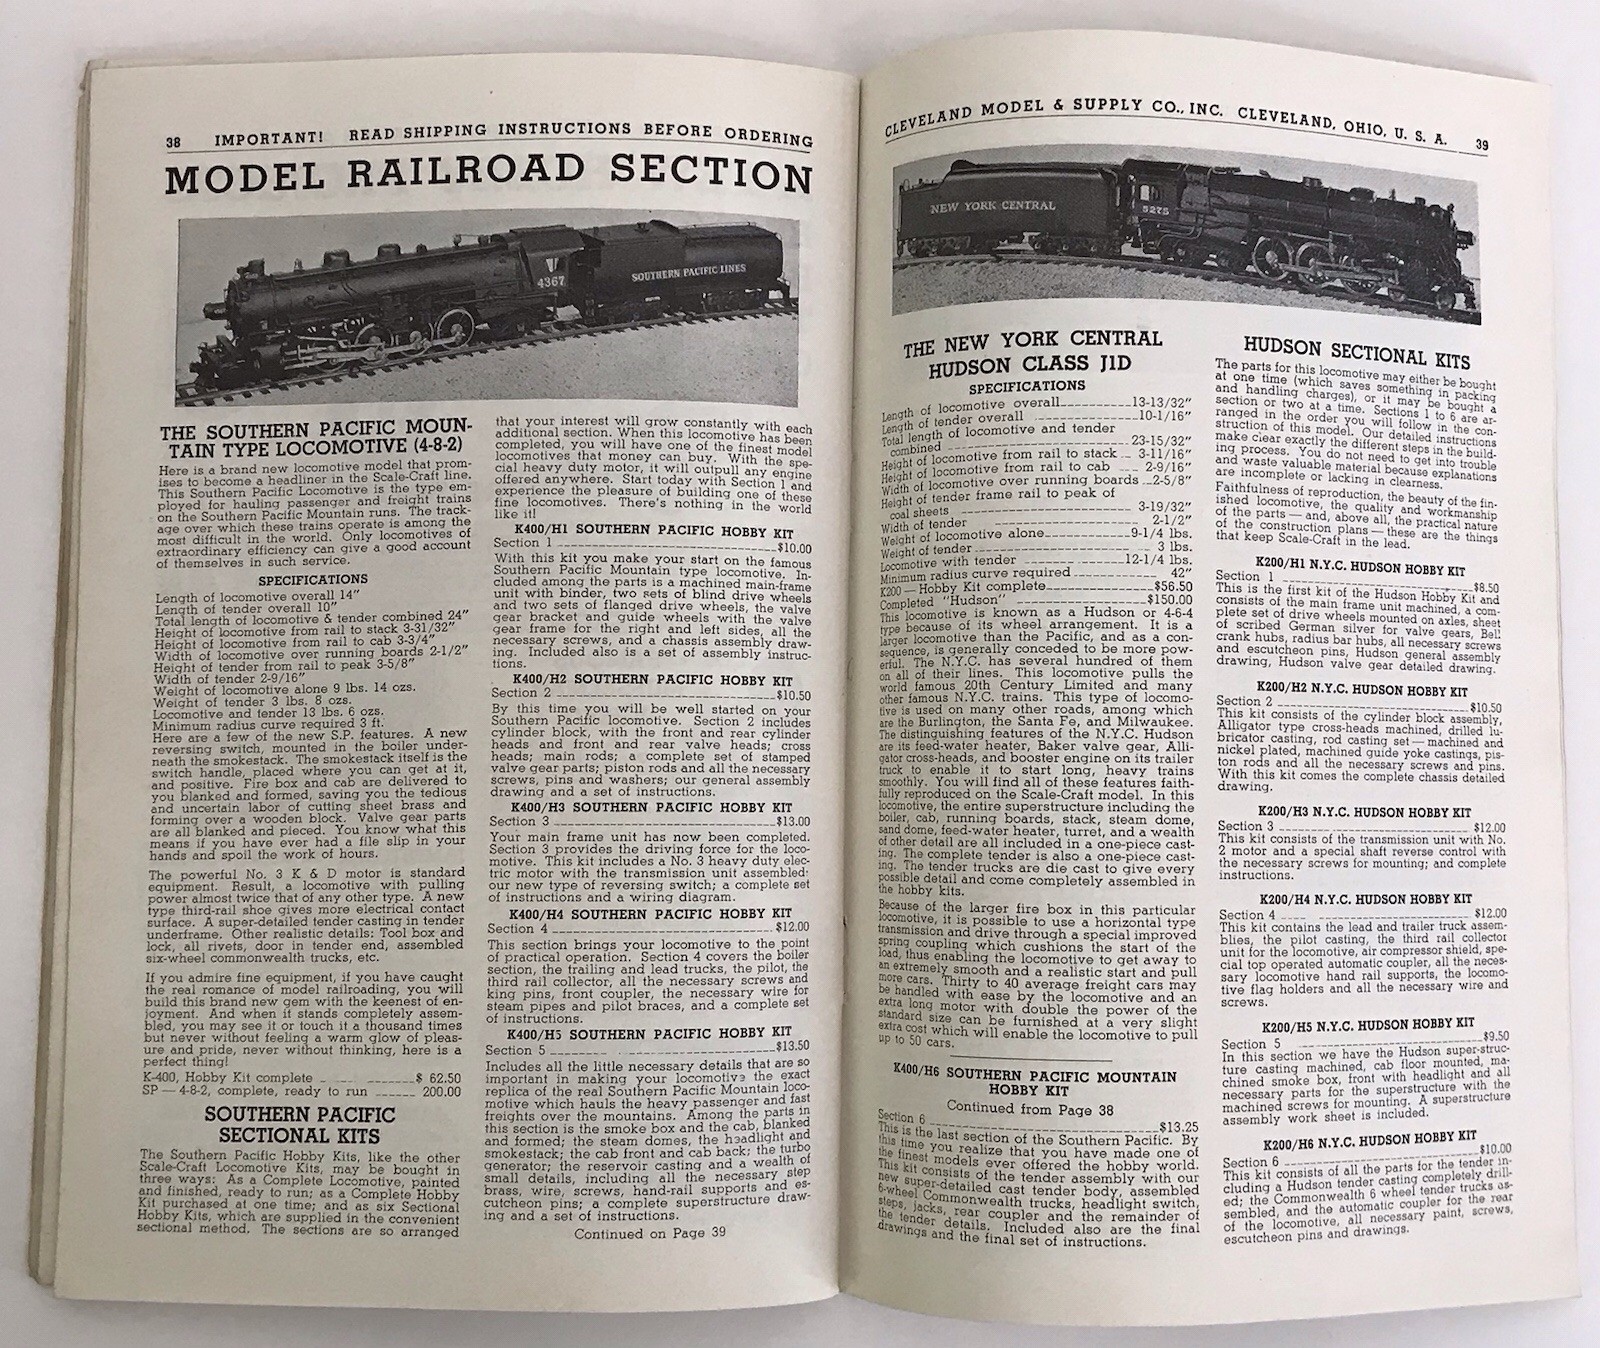 38 IMPORTANT! READ SHIPPING INSTRUCTIONS BEFORE ORDERING
MODEL RAILROAD SECTION
4367
SOUTHERN PACIFIC LINES
THE SOUTHERN PACIFIC MOUN-
TAIN TYPE LOCOMOTIVE (4-8-2)
Here is a brand new locomotive model that prom-
ises to become a headliner in the Scale-Craft line.
This Southern Pacific Locomotive is the type em-
ployed for hauling passenger and freight trains
on the Southern Pacific Mountain runs. The track-
age over which these trains operate is among the
most difficult in the world. Only locomotives of
extraordinary efficiency can give a good account
of themselves in such service.
SPECIFICATIONS
Length of locomotive overall 14"
Length of tender overall 10"
Total length of locomotive & tender combined 24"
Height of locomotive from rail to stack 3-31/32"
Height of locomotive from rail to cab 3-3/4"
Width of locomotive over running boards 2-1/2"
Height of tender from rail to peak 3-5/8"
Width of tender 2-9/16"
Weight of locomotive alone 9 lbs. 14 ozs.
Weight of tender 3 lbs. 8 ozs.
Locomotive and tender 13 lbs. 6 ozs.
Minimum radius curve required 3 ft.
Here are a few of the new S.P. features. A new
reversing switch, mounted in the boiler under-
neath the smokestack. The smokestack itself is the
switch handle, placed where you can get at it,
and positive. Fire box and cab are delivered to
you blanked and formed, saving you the tedious
and uncertain labor of cutting sheet brass and
forming over a wooden block. Valve gear parts
are all blanked and pieced. You know what this
means if you have ever had a file slip in your
hands and spoil the work of hours.
The powerful No. 3 K & D motor is standard
equipment. Result, a locomotive with pulling
power almost twice that of any other type. A new
type third-rail shoe gives more electrical contact
surface. A super-detailed tender casting in tender
underframe. Other realistic details: Tool box and
lock, all rivets, door in tender end, assembled
six-wheel commonwealth trucks, etc.
If you admire fine equipment, if you have caught
the real romance of model railroading, you will
build this brand new gem with the keenest of en-
joyment. And when it stands completely assem-
bled, you may see it or touch it a thousand times
but never without feeling a warm glow of pleas-
ure and pride, never without thinking, here is a
perfect thing!
K-400, Hobby Kit complete $ 62.50
SP — 4-8-2, complete, ready to run 200.00
SOUTHERN PACIFIC
SECTIONAL KITS
The Southern Pacific Hobby Kits, like the other
Scale-Craft Locomotive Kits, may be bought in
three ways: As a Complete Locomotive, painted
and finished, ready to run; as a Complete Hobby
Kit purchased at one time; and as six Sectional
Hobby Kits, which are supplied in the convenient
sectional method. The sections are so arranged
that your interest will grow constantly with each
additional section. When this locomotive has been
completed, you will have one of the finest model
locomotives that money can buy. With the spe-
cial heavy duty motor, it will outpull any engine
offered anywhere. Start today with Section 1 and
experience the pleasure of building one of these
fine locomotives. There's nothing in the world
like it!
K400/H1 SOUTHERN PACIFIC HOBBY KIT
Section 1 $10.00
With this kit you make your start on the famous
Southern Pacific Mountain type locomotive. In-
cluded among the parts is a machined main-frame
unit with binder, two sets of blind drive wheels
and two sets of flanged drive wheels, the valve
gear bracket and guide wheels with the valve
gear frame for the right and left sides, all the
necessary screws, and a chassis assembly draw-
ing. Included also is a set of assembly instruc-
tions.
K400/H2 SOUTHERN PACIFIC HOBBY KIT
Section 2 $10.50
By this time you will be well started on your
Southern Pacific locomotive. Section 2 includes
cylinder block, with the front and rear cylinder
heads and front and rear valve heads; cross
heads; main rods; a complete set of stamped
valve gear parts; piston rods and all the necessary
screws, pins and washers; our general assembly
drawing and a set of instructions.
K400/H3 SOUTHERN PACIFIC HOBBY KIT
Section 3 $13.00
Your main frame unit has now been completed.
Section 3 provides the driving force for the loco-
motive. This kit includes a No. 3 heavy duty elec-
tric motor with the transmission unit assembled:
our new type of reversing switch; a complete set
of instructions and a wiring diagram.
K400/H4 SOUTHERN PACIFIC HOBBY KIT
Section 4 $12.00
This section brings your locomotive to the point
of practical operation. Section 4 covers the boiler
section, the trailing and lead trucks, the pilot, the
third rail collector, all the necessary screws and
king pins, front coupler, the necessary wire for
steam pipes and pilot braces, and a complete set
of instructions.
K400/H5 SOUTHERN PACIFIC HOBBY KIT
Section 5 $13.50
Includes all the little necessary details that are so
important in making your locomotive the exact
replica of the real Southern Pacific Mountain loco-
motive which hauls the heavy passenger and fast
freights over the mountains. Among the parts in
this section is the smoke box and the cab, blanked
and formed; the steam domes, the headlight and
smokestack; the cab front and cab back; the turbo
generator; the reservoir casting and a wealth of
small details, including all the necessary step
brass, wire, screws, hand-rail supports and es-
cutcheon pins; a complete superstructure draw-
ing and a set of instructions.
Continued on Page 39
CLEVELAND MODEL & SUPPLY CO., INC. CLEVELAND, OHIO, U. S. A. 39
NEW YORK CENTRAL
5275
THE NEW YORK CENTRAL
HUDSON CLASS J1D
SPECIFICATIONS
Length of locomotive overall 13-13/32"
Length of tender overall 10-1/16"
Total length of locomotive and tender
combined 23-15/32"
Height of locomotive from rail to stack 3-11/16"
Height of locomotive from rail to cab 2-9/16"
Width of locomotive over running boards 2-5/8"
Height of tender frame rail to peak of
coal sheets 3-19/32"
Width of tender 2-1/2"
Weight of locomotive alone 9-1/4 lbs.
Weight of tender 3 lbs.
Locomotive with tender 12-1/4 lbs.
Minimum radius curve required 42"
K200 — Hobby Kit complete $56.50
Completed "Hudson" $150.00
This locomotive is known as a Hudson or 4-6-4
type because of its wheel arrangement. It is a
larger locomotive than the Pacific, and as a con-
sequence, is generally conceded to be more pow-
erful. The N.Y.C. has several hundred of them
on all of their lines. This locomotive pulls the
world famous 20th Century Limited and many
other famous N.Y.C. trains. This type of locomo-
tive is used on many other roads, among which
are the Burlington, the Santa Fe, and Milwaukee.
The distinguishing features of the N.Y.C. Hudson
are its feed-water heater, Baker valve gear, Alli-
gator cross-heads, and booster engine on its trailer
truck to enable it to start long, heavy trains
smoothly. You will find all of these features faith-
fully reproduced on the Scale-Craft model. In this
locomotive, the entire superstructure including the
boiler, cab, running boards, stack, steam dome,
sand dome, feed-water heater, turret, and a wealth
of other detail are all included in a one-piece cast-
ing. The complete tender is also a one-piece cast-
ing. The tender trucks are die cast to give every
possible detail and come completely assembled in
the hobby kits.
Because of the larger fire box in this particular
locomotive, it is possible to use a horizontal type
transmission and drive through a special improved
spring coupling which cushions the start of the
load, thus enabling the locomotive to get away to
an extremely smooth and a realistic start and pull
more cars. Thirty to 40 average freight cars may
be handled with ease by the locomotive and an
extra long motor with double the power of the
standard size can be furnished at a very slight
extra cost which will enable the locomotive to pull
up to 50 cars.
K400/H6 SOUTHERN PACIFIC MOUNTAIN
HOBBY KIT
Continued from Page 38
Section 6 $13.25
This is the last section of the Southern Pacific. By
this time you realize that you have made one of
the finest models ever offered the hobby world.
This kit consists of the tender assembly with our
new super-detailed cast tender body, assembled
6-wheel Commonwealth trucks, headlight switch,
steps, jacks, rear coupler and the remainder of
the tender details. Included also are the final
drawings and the final set of instructions.
HUDSON SECTIONAL KITS
The parts for this locomotive may either be bought
at one time (which saves something in packing
and handling charges), or it may be bought a
section or two at a time. Sections 1 to 6 are ar-
ranged in the order you will follow in the con-
struction of this model. Our detailed instructions
make clear exactly the different steps in the build-
ing process. You do not need to get into trouble
and waste valuable material because explanations
are incomplete or lacking in clearness.
Faithfulness of reproduction, the beauty of the fin-
ished locomotive, the quality and workmanship
of the parts — and, above all, the practical nature
of the construction plans — these are the things
that keep Scale-Craft in the lead.
K200/H1 N.Y.C. HUDSON HOBBY KIT
Section 1 $8.50
This is the first kit of the Hudson Hobby Kit and
consists of the main frame unit machined, a com-
plete set of drive wheels mounted on axles, sheet
of scribed German silver for valve gears, Bell
crank hubs, radius bar hubs, all necessary screws
and escutcheon pins, Hudson general assembly
drawing, Hudson valve gear detailed drawing.
K200/H2 N.Y.C. HUDSON HOBBY KIT
Section 2 $10.50
This kit consists of the cylinder block assembly,
Alligator type cross-heads machined, drilled lu-
bricator casting, rod casting set — machined and
nickel plated, machined guide yoke castings, pis-
ton rods and all the necessary screws and pins.
With this kit comes the complete chassis detailed
drawing.
K200/H3 N.Y.C. HUDSON HOBBY KIT
Section 3 $12.00
This kit consists of the transmission unit with No.
2 motor and a special shaft reverse control with
the necessary screws for mounting; and complete
instructions.
K200/H4 N.Y.C. HUDSON HOBBY KIT
Section 4 $12.00
This kit contains the lead and trailer truck assem-
blies, the pilot casting, the third rail collector
unit for the locomotive, air compressor shield, spe-
cial top operated automatic coupler, all the neces-
sary locomotive hand rail supports, the locomo-
tive flag holders and all the necessary wire and
screws.
K200/H5 N.Y.C. HUDSON HOBBY KIT
Section 5 $9.50
In this section we have the Hudson super-struc-
ture casting machined, cab floor mounted, ma-
chined smoke box, front with headlight and all
necessary parts for the superstructure with the
machined screws for mounting. A superstructure
assembly work sheet is included.
K200/H6 N.Y.C. HUDSON HOBBY KIT
Section 6 $10.00
This kit consists of all the parts for the tender in-
cluding a Hudson tender casting completely drill-
ed; the Commonwealth 6 wheel tender trucks as-
sembled, and the automatic coupler for the rear
of the locomotive, all necessary paint, screws,
escutcheon pins and drawings.